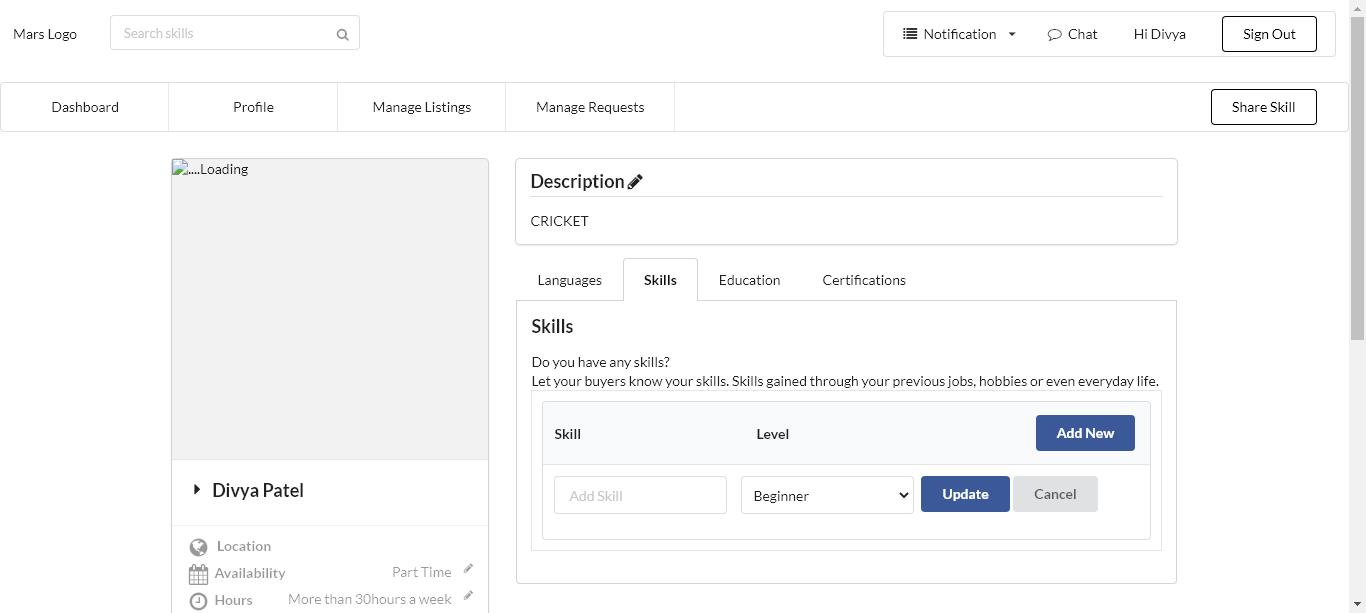 Mars Logo
Search skills
Notification
Chat
Hi Divya
Sign Out
Dashboard
Profile
Manage Listings
Manage Requests
Share Skill
....Loading
Description
CRICKET
Languages
Skills
Education
Certifications
Skills
Do you have any skills?
Let your buyers know your skills. Skills gained through your previous jobs, hobbies or even everyday life.
Skill
Level
Add New
Add Skill
Beginner
Update
Cancel
Divya Patel
Location
Availability
Part Time
Hours
More than 30hours a week